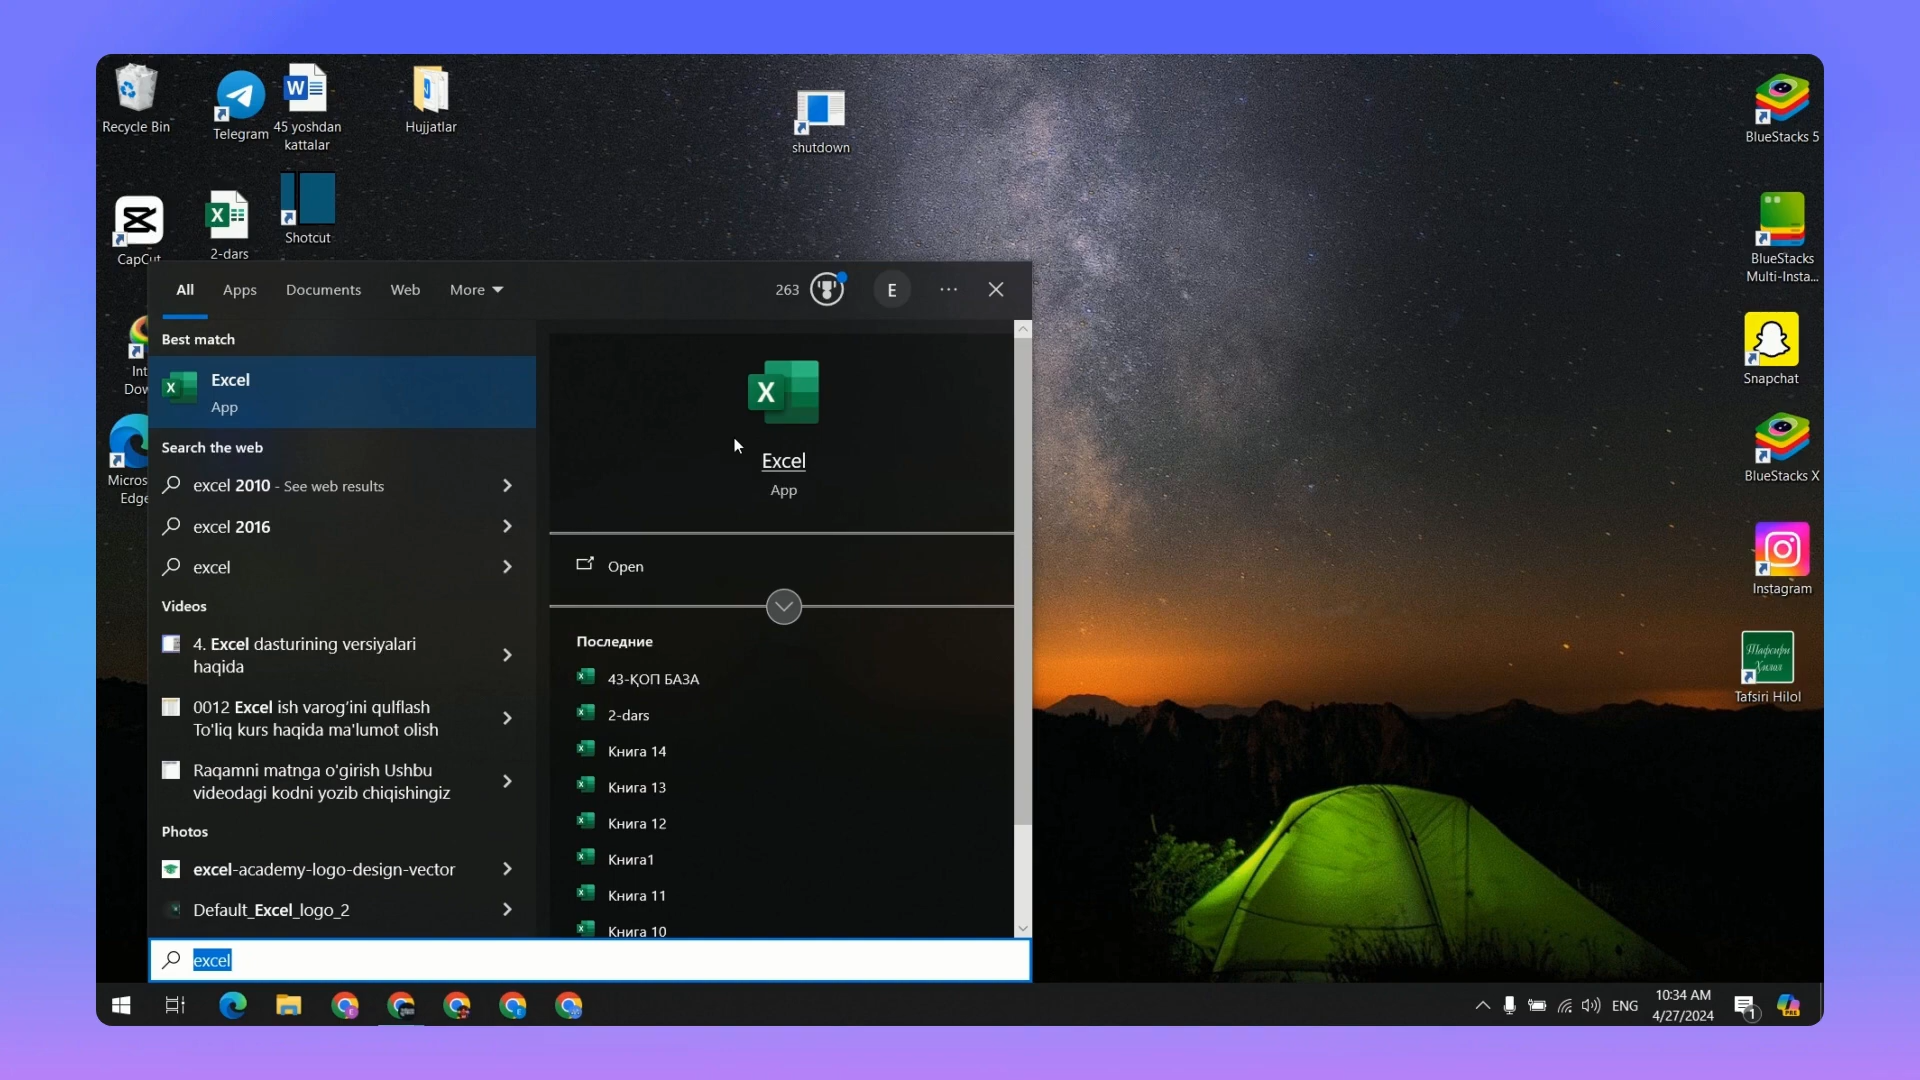 Recycle Bin
Telegram
45 yoshdan
kattalar
Hujjatlar
shutdown
BlueStacks 5
CapCut
2-dars
Shotcut
BlueStacks
Multi-Insta...
Snapchat
BlueStacks X
Instagram
Тафсири
Ҳилол
Tafsiri Hilol
Int
Dow
Micros
Edge
All
Apps
Documents
Web
More
263
E
Best match
Excel
App
Search the web
excel 2010 - See web results
excel 2016
excel
Videos
4. Excel dasturining versiyalari
haqida
0012 Excel ish varog'ini qulflash
To'liq kurs haqida ma'lumot olish
Raqamni matnga o'girish Ushbu
videodagi kodni yozib chiqishingiz
Photos
excel-academy-logo-design-vector
Default_Excel_logo_2
Excel
App
Open
Последние
43-ҚОП БАЗА
2-dars
Книга 14
Книга 13
Книга 12
Книга1
Книга 11
Книга 10
excel
ENG
10:34 AM
4/27/2024
1
PRE